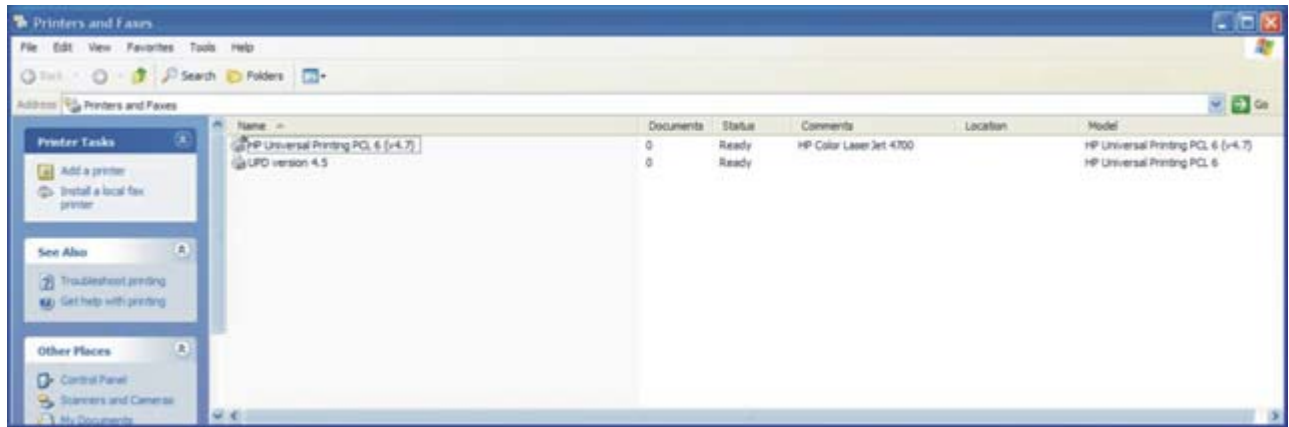 Printers and Faxes
File Edit View Favorites Tools Help
Back Search Folders
Address Printers and Faxes Go
Printer Tasks
Add a printer
Install a local fax
printer
See Also
Troubleshoot printing
Get help with printing
Other Places
Control Panel
Scanners and Cameras
My Documents
Name Documents Status Comments Location Model
HP Universal Printing PCL 6 (v4.7) 0 Ready HP Color LaserJet 4700 HP Universal Printing PCL 6 (v4.7)
UPD version 4.5 0 Ready HP Universal Printing PCL 6